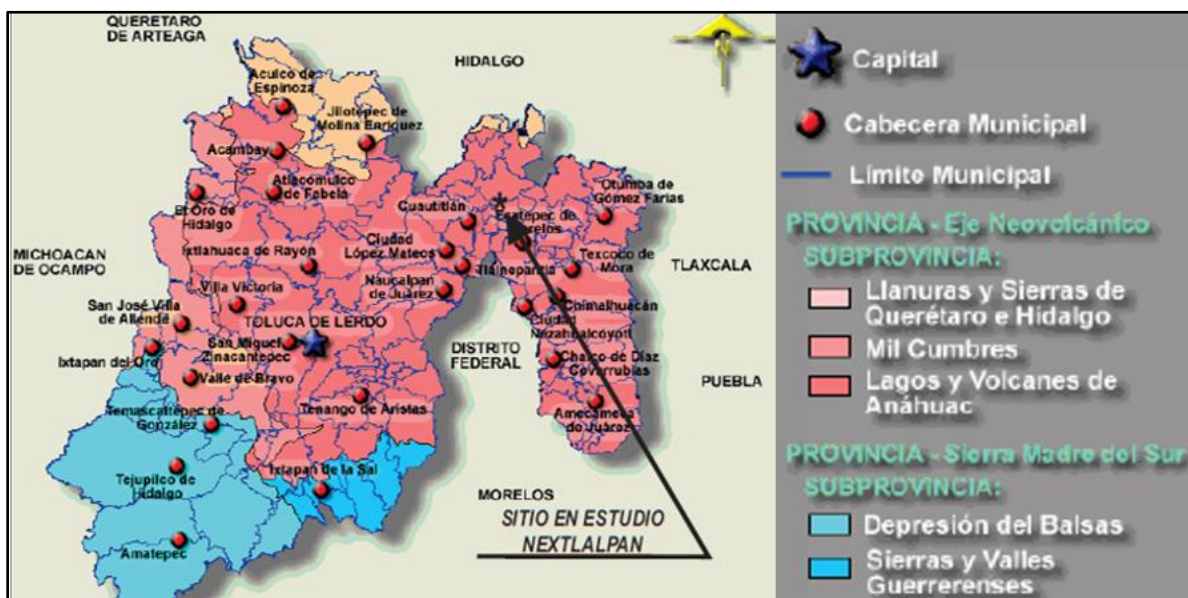 QUERÉTARO
DE ARTEAGA
HIDALGO
N
Aculco de
Espinoza
Jilotepec de
Molina Enríquez
Acambay
Atlacomulco
de Fabela
El Oro de
Hidalgo
Cuautitlán
Otumba de
Gómez Farías
Ecatepec de
Morelos
MICHOACAN
DE OCAMPO
Ixtlahuaca de Rayón
Ciudad
López Mateos
Tlalnepantla
Texcoco de
Mora
TLAXCALA
Villa Victoria
Naucalpan
de Juárez
San José Villa
de Allende
TOLUCA DE LERDO
Chimalhuacán
Ciudad
Nezahualcoyotl
San Miguel
Zinacantepec
DISTRITO
FEDERAL
Ixtapan del Oro
Chalco de Díaz
Covarrubias
Valle de Bravo
PUEBLA
Tenango de Aristas
Amecameca
de Juárez
Temascaltepec de
González
Tejupilco de
Hidalgo
Ixtapan de la Sal
MORELOS
Amatepec
SITIO EN ESTUDIO
NEXTLALPAN
Capital
Cabecera Municipal
Límite Municipal
PROVINCIA - Eje Neovolcánico
SUBPROVINCIA:
Llanuras y Sierras de
Querétaro e Hidalgo
Mil Cumbres
Lagos y Volcanes de
Anáhuac
PROVINCIA - Sierra Madre del Sur
SUBPROVINCIA:
Depresión del Balsas
Sierras y Valles
Guerrerenses